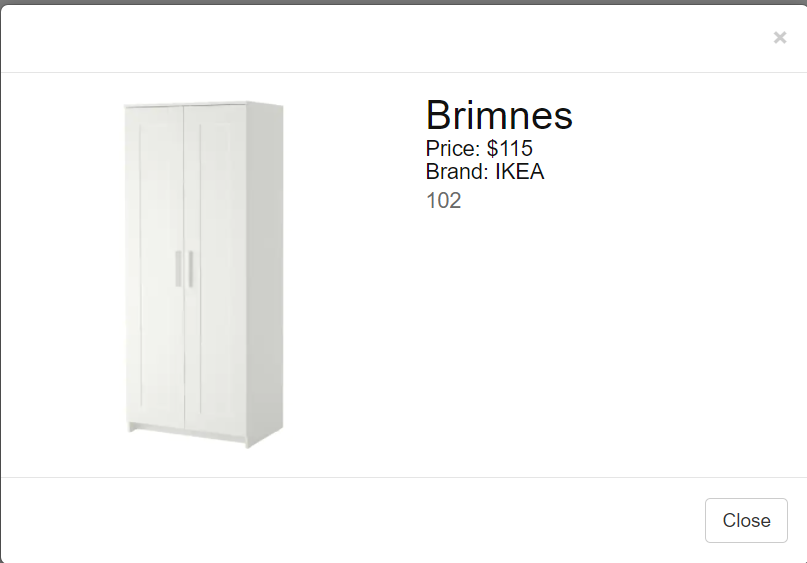 ×
Brimnes
Price: $115
Brand: IKEA
102
Close